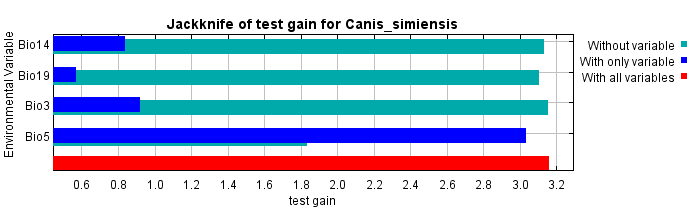 Jackknife of test gain for Canis_simiensis
Environmental Variable
Bio14
Bio19
Bio3
Bio5
0.6 0.8 1.0 1.2 1.4 1.6 1.8 2.0 2.2 2.4 2.6 2.8 3.0 3.2
test gain
Without variable
With only variable
With all variables